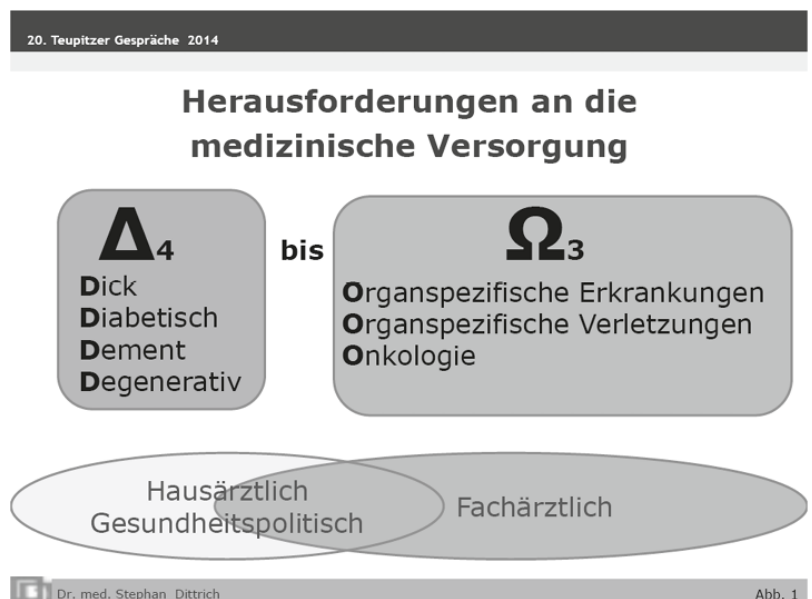 20. Teupitzer Gespräche 2014
Herausforderungen an die
medizinische Versorgung
Δ4
Dick
Diabetisch
Dement
Degenerativ
bis
Ω3
Organspezifische Erkrankungen
Organspezifische Verletzungen
Onkologie
Hausärztlich
Gesundheitspolitisch
Fachärztlich
Dr. med. Stephan Dittrich
Abb. 1